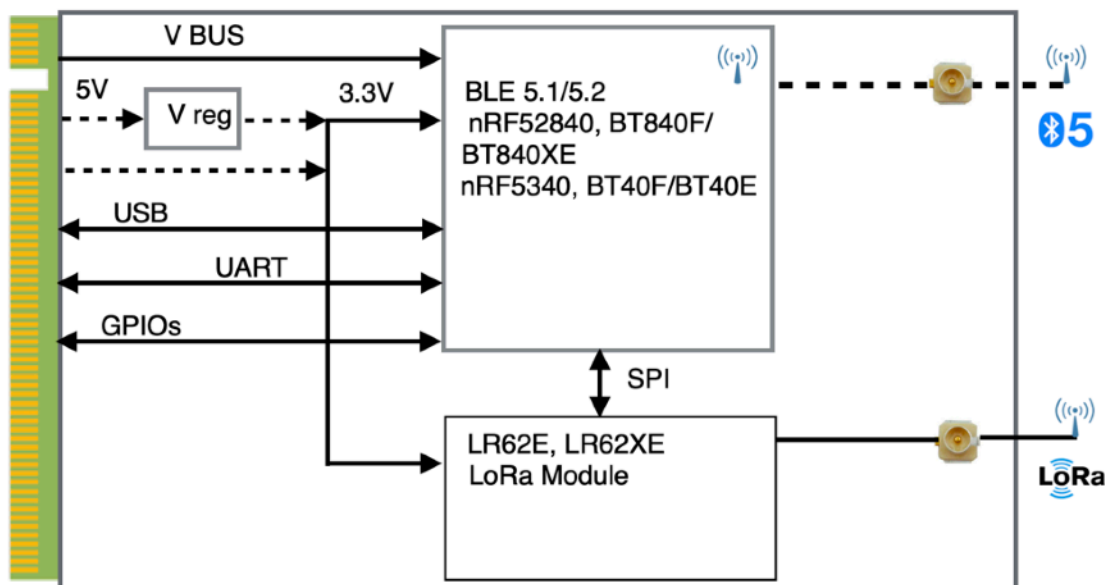 V BUS
5V
V reg
3.3V
BLE 5.1/5.2
nRF52840, BT840F/
BT840XE
nRF5340, BT40F/BT40E
5
USB
UART
GPIOs
SPI
LR62E, LR62XE
LoRa Module
LoRa